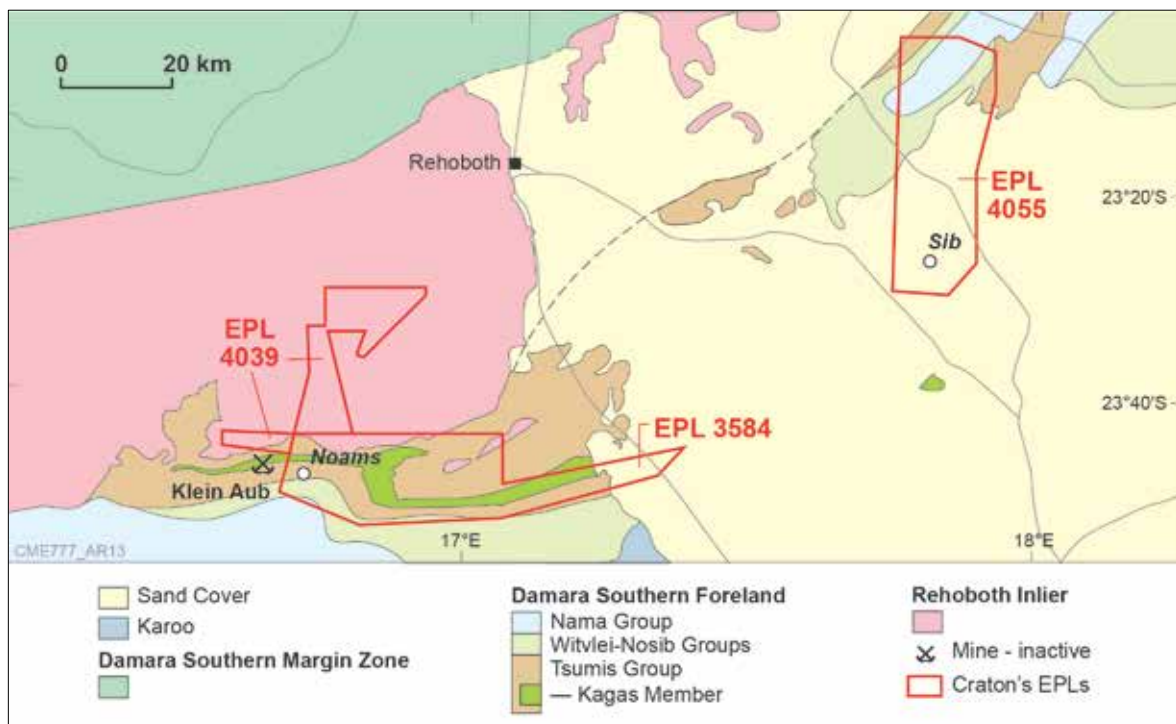 0 20 km
Rehoboth
EPL
4055
23°20'S
Sib
EPL
4039
23°40'S
EPL 3584
Noams
Klein Aub
CME777_AR13
17°E
18°E
Sand Cover
Karoo
Damara Southern Margin Zone
Damara Southern Foreland
Nama Group
Witvlei-Nosib Groups
Tsumis Group
— Kagas Member
Rehoboth Inlier
Mine - inactive
Craton's EPLs